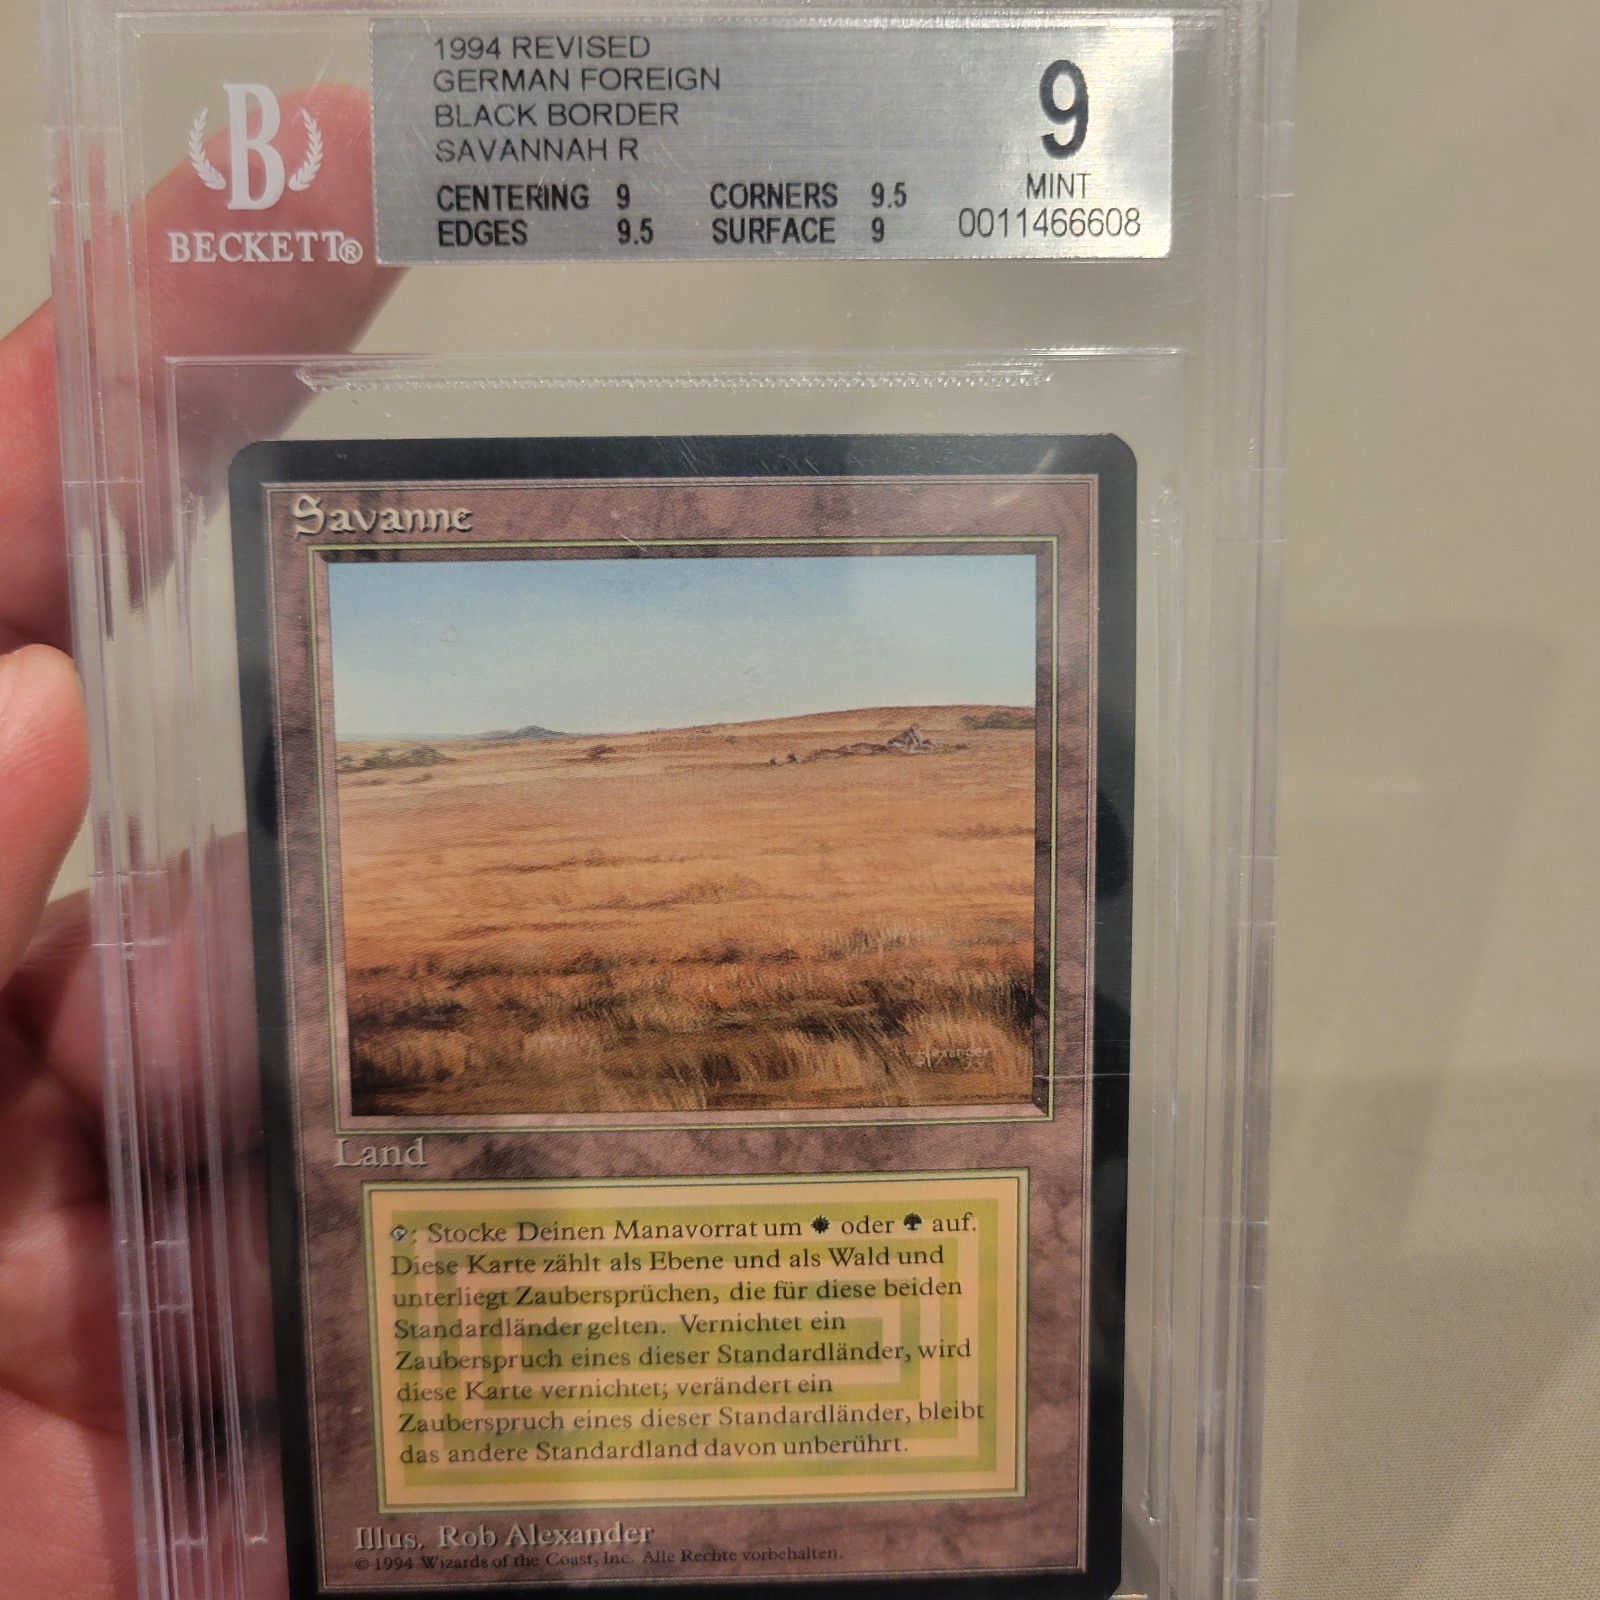 1994 REVISED
GERMAN FOREIGN
BLACK BORDER
SAVANNAH R
CENTERING 9 CORNERS 9.5
EDGES 9.5 SURFACE 9
9
MINT
0011466608
B
BECKETT®
Savanne
Land
: Stocke Deinen Manavorrat um oder auf.
Diese Karte zählt als Ebene und als Wald und
unterliegt Zaubersprüchen, die für diese beiden
Standardländer gelten. Vernichtet ein
Zauberspruch eines dieser Standardländer, wird
diese Karte vernichtet; verändert ein
Zauberspruch eines dieser Standardländer, bleibt
das andere Standardland davon unberührt.
Illus. Rob Alexander
© 1994 Wizards of the Coast, Inc. Alle Rechte vorbehalten.